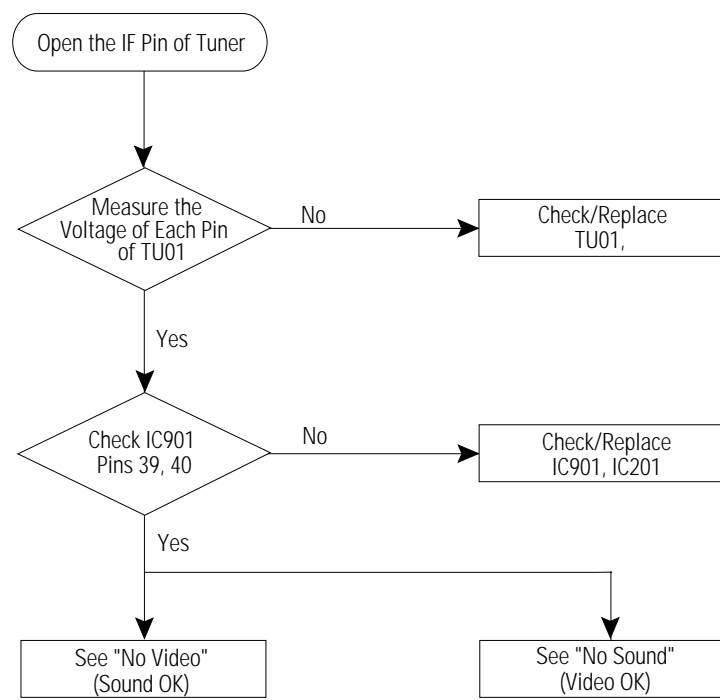 Open the IF Pin of Tuner
Measure the
Voltage of Each Pin
of TU01
No
Check/Replace
TU01,
Yes
Check IC901
Pins 39, 40
No
Check/Replace
IC901, IC201
Yes
See "No Video"
(Sound OK)
See "No Sound"
(Video OK)